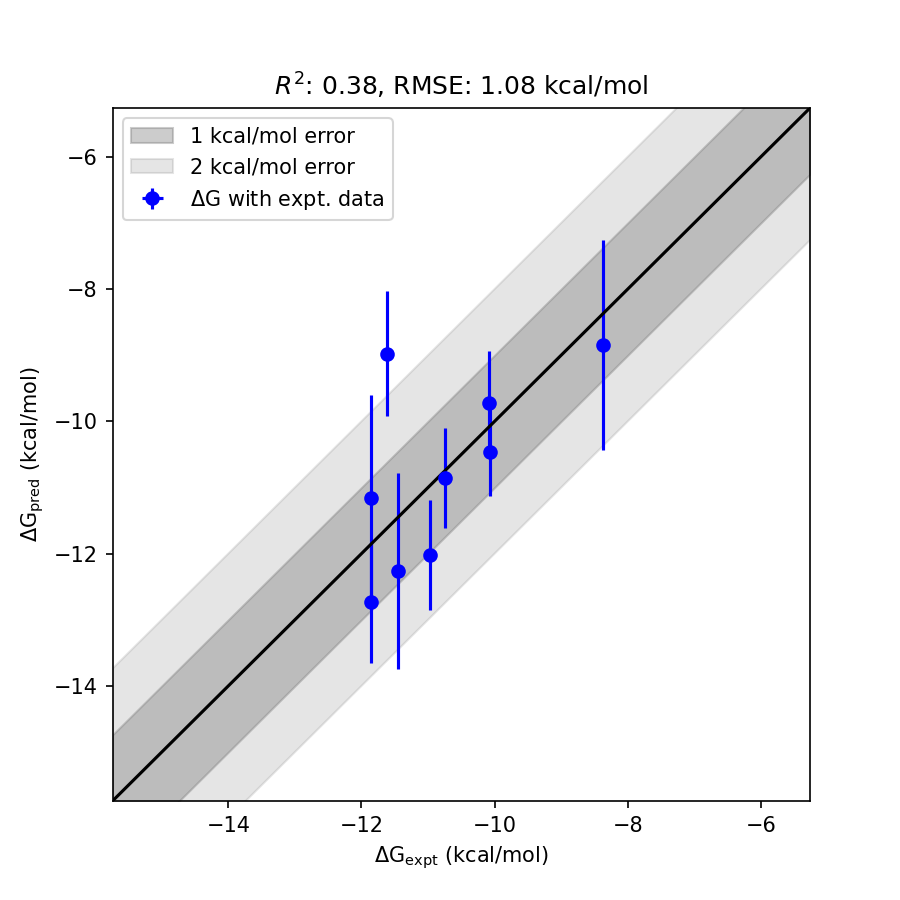 R²: 0.38, RMSE: 1.08 kcal/mol
1 kcal/mol error
2 kcal/mol error
ΔG with expt. data
−6
−8
−10
−12
−14
ΔGpred (kcal/mol)
−14
−12
−10
−8
−6
ΔGexpt (kcal/mol)